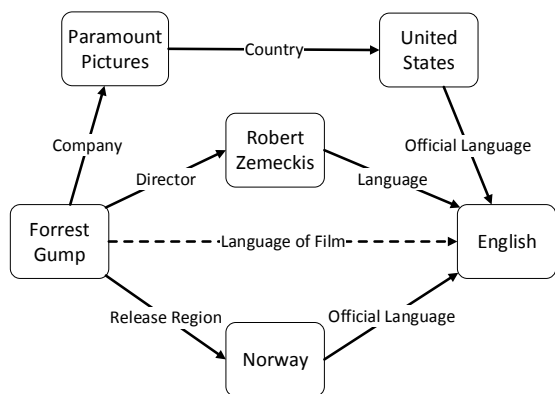 Paramount
Pictures
Country
United
States
Company
Robert
Zemeckis
Official Language
Director
Language
Forrest
Gump
Language of Film
English
Release Region
Official Language
Norway